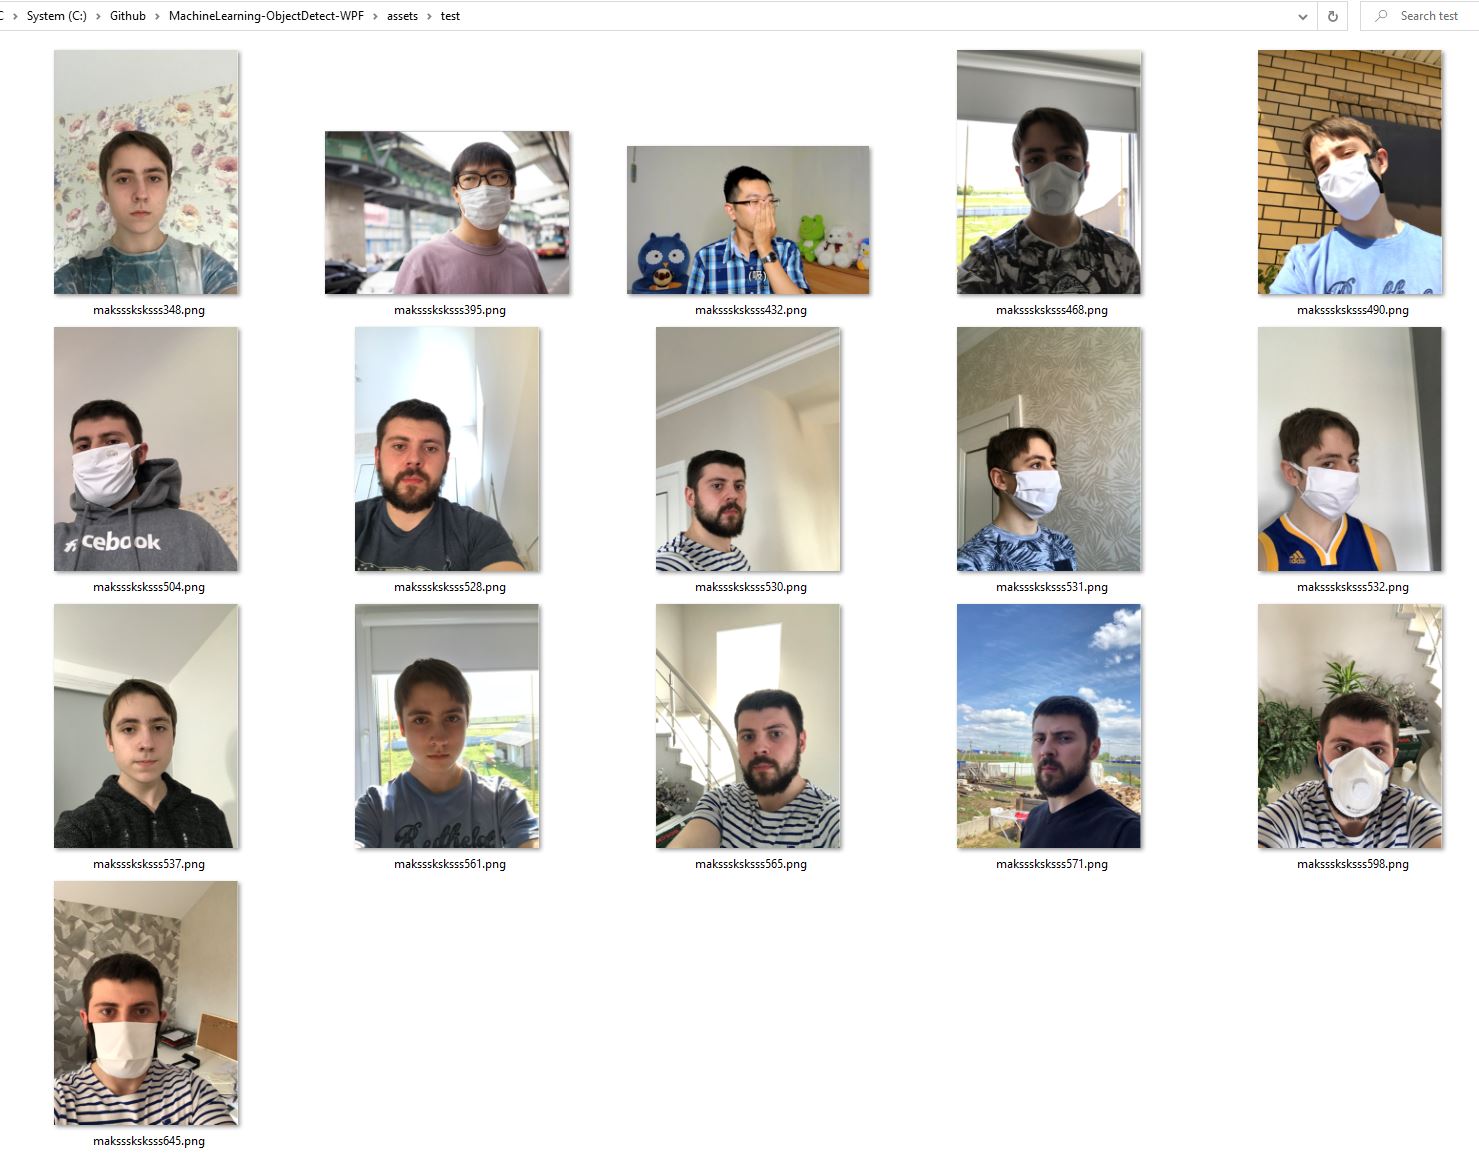 System (C:) > Github > MachineLearning-ObjectDetect-WPF > assets > test
Search test
maksssksksss348.png
maksssksksss395.png
maksssksksss432.png
maksssksksss468.png
maksssksksss490.png
facebook
maksssksksss504.png
maksssksksss528.png
maksssksksss530.png
maksssksksss531.png
adidas
maksssksksss532.png
maksssksksss537.png
maksssksksss561.png
maksssksksss565.png
maksssksksss571.png
maksssksksss598.png
maksssksksss645.png